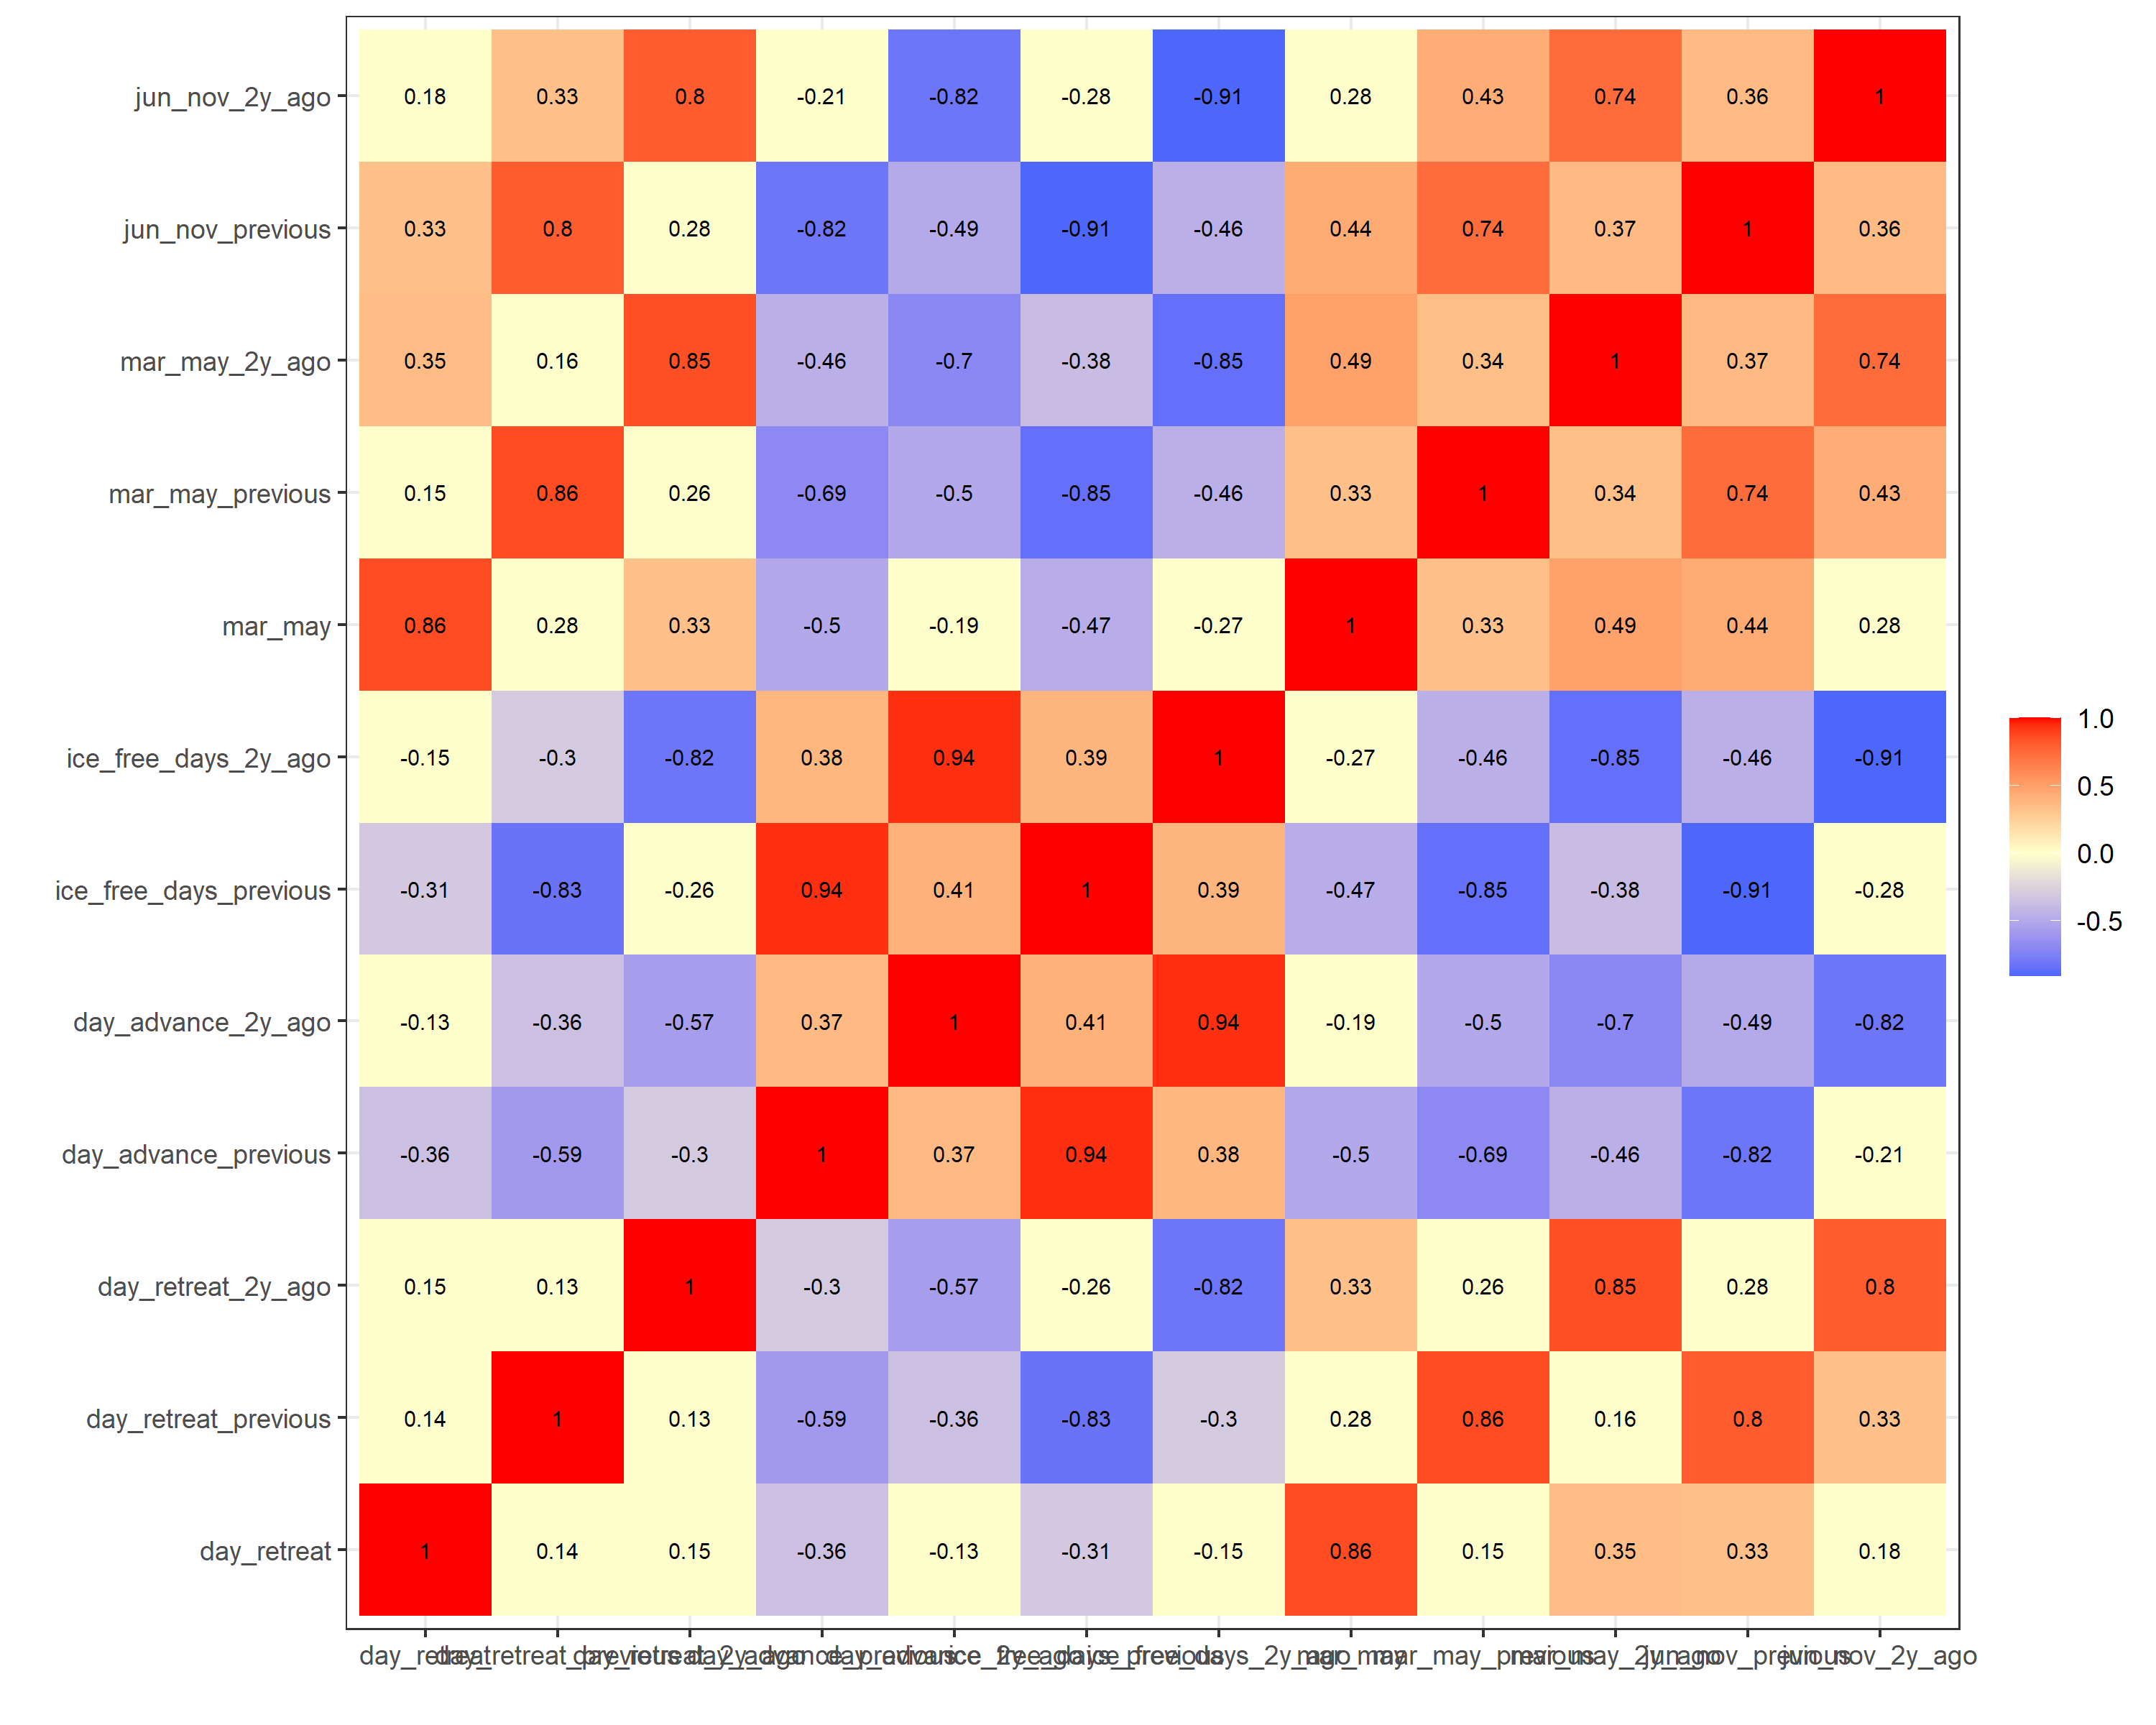 jun_nov_2y_ago 0.18 0.33 0.8 -0.21 -0.82 -0.28 -0.91 0.28 0.43 0.74 0.36 1
jun_nov_previous 0.33 0.8 0.28 -0.82 -0.49 -0.91 -0.46 0.44 0.74 0.37 1 0.36
mar_may_2y_ago 0.35 0.16 0.85 -0.46 -0.7 -0.38 -0.85 0.49 0.34 1 0.37 0.74
mar_may_previous 0.15 0.86 0.26 -0.69 -0.5 -0.85 -0.46 0.33 1 0.34 0.74 0.43
mar_may 0.86 0.28 0.33 -0.5 -0.19 -0.47 -0.27 1 0.33 0.49 0.44 0.28
ice_free_days_2y_ago -0.15 -0.3 -0.82 0.38 0.94 0.39 1 -0.27 -0.46 -0.85 -0.46 -0.91
ice_free_days_previous -0.31 -0.83 -0.26 0.94 0.41 1 0.39 -0.47 -0.85 -0.38 -0.91 -0.28
day_advance_2y_ago -0.13 -0.36 -0.57 0.37 1 0.41 0.94 -0.19 -0.5 -0.7 -0.49 -0.82
day_advance_previous -0.36 -0.59 -0.3 1 0.37 0.94 0.38 -0.5 -0.69 -0.46 -0.82 -0.21
day_retreat_2y_ago 0.15 0.13 1 -0.3 -0.57 -0.26 -0.82 0.33 0.26 0.85 0.28 0.8
day_retreat_previous 0.14 1 0.13 -0.59 -0.36 -0.83 -0.3 0.28 0.86 0.16 0.8 0.33
day_retreat 1 0.14 0.15 -0.36 -0.13 -0.31 -0.15 0.86 0.15 0.35 0.33 0.18
day_retreat day_retreat_previous day_retreat_2y_ago day_advance_previous day_advance_2y_ago ice_free_days_previous ice_free_days_2y_ago mar_may mar_may_previous mar_may_2y_ago jun_nov_previous jun_nov_2y_ago
1.0
0.5
0.0
-0.5